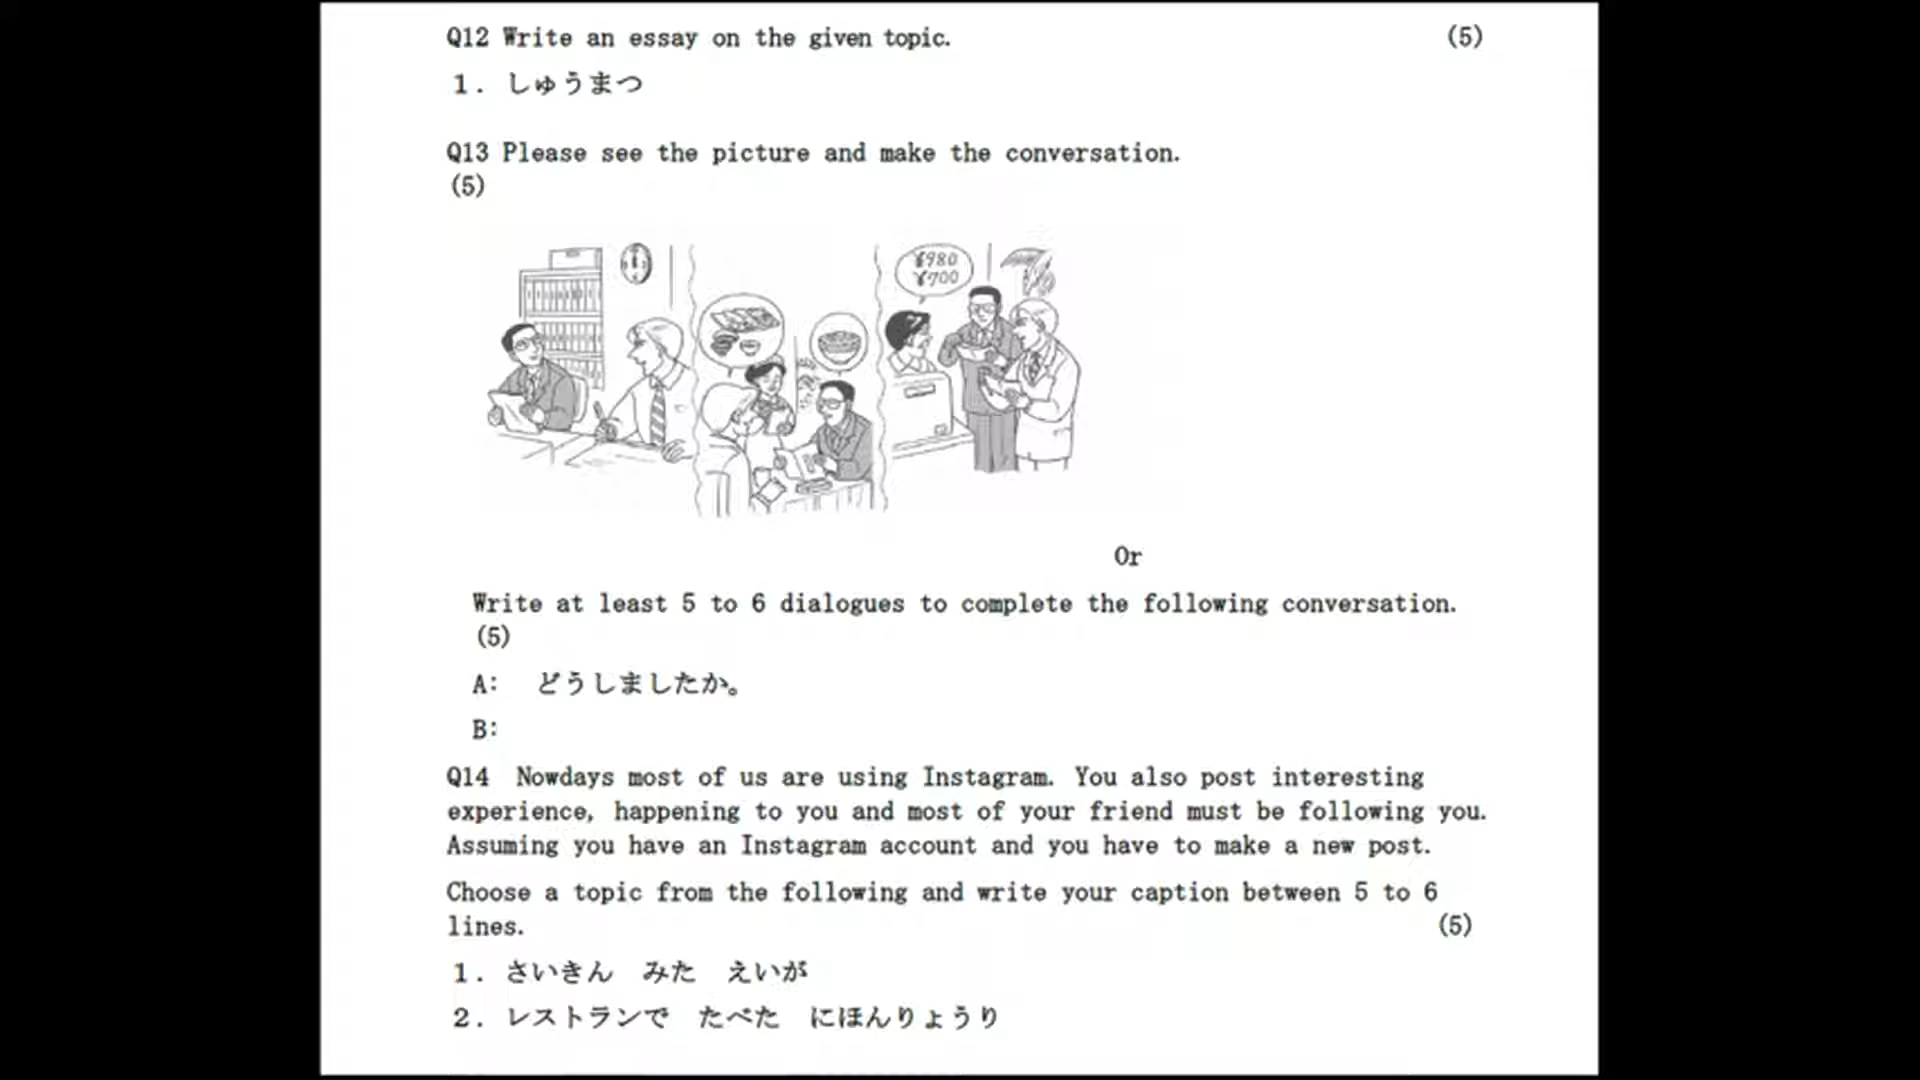 Q12 Write an essay on the given topic. (5)
1. しゅうまつ
Q13 Please see the picture and make the conversation.
(5)
¥980
¥700
Or
Write at least 5 to 6 dialogues to complete the following conversation.
(5)
A: どうしましたか。
B:
Q14 Nowdays most of us are using Instagram. You also post interesting
experience, happening to you and most of your friend must be following you.
Assuming you have an Instagram account and you have to make a new post.
Choose a topic from the following and write your caption between 5 to 6
lines. (5)
1. さいきん みた えいが
2. レストランで たべた にほんりょうり